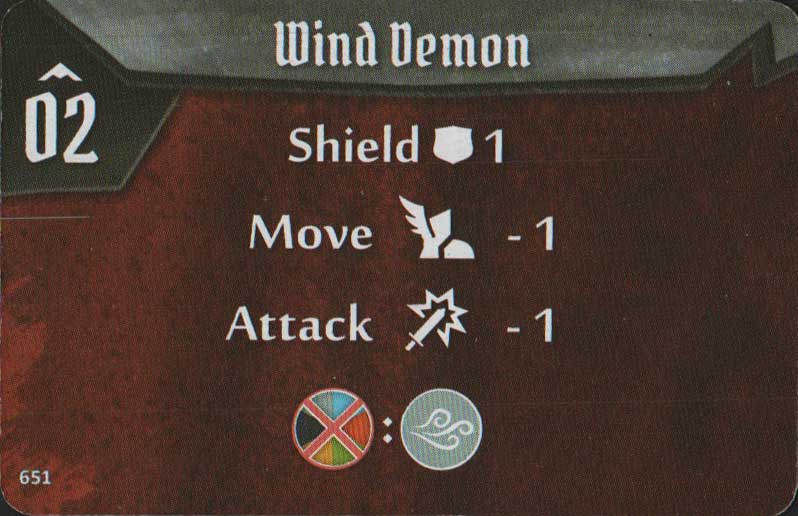 Wind Demon
02
Shield 1
Move - 1
Attack - 1
:
651